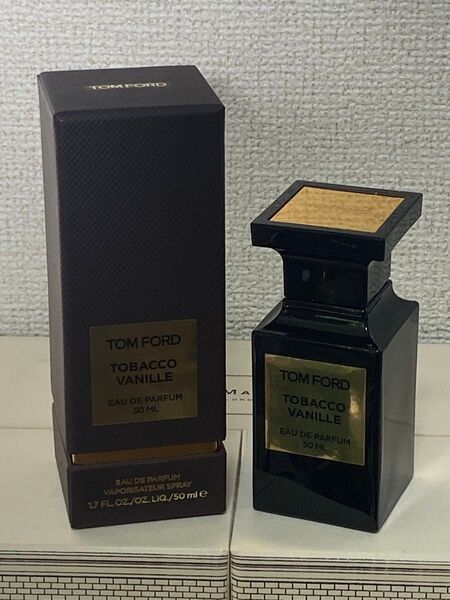 TOM FORD
TOM FORD
TOBACCO
VANILLE
EAU DE PARFUM
50 ML
EAU DE PARFUM
VAPORISATEUR SPRAY
1.7 FL.OZ./OZ.LIQ./50 ml e
TOM FORD
TOBACCO
VANILLE
EAU DE PARFUM
50 ML